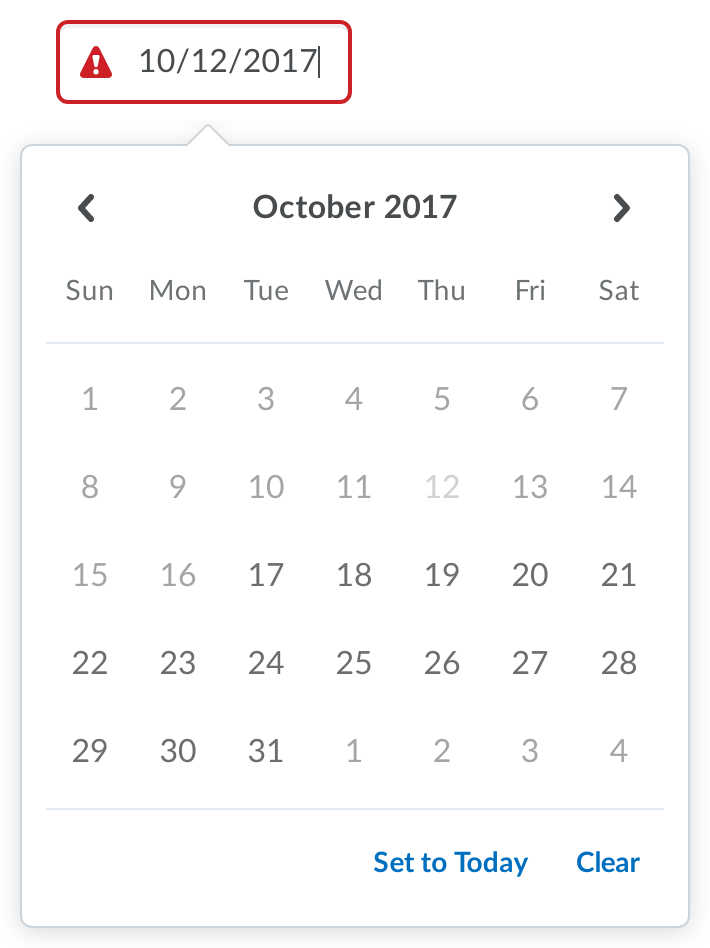 10/12/2017
October 2017
Sun Mon Tue Wed Thu Fri Sat
1 2 3 4 5 6 7
8 9 10 11 12 13 14
15 16 17 18 19 20 21
22 23 24 25 26 27 28
29 30 31 1 2 3 4
Set to Today Clear